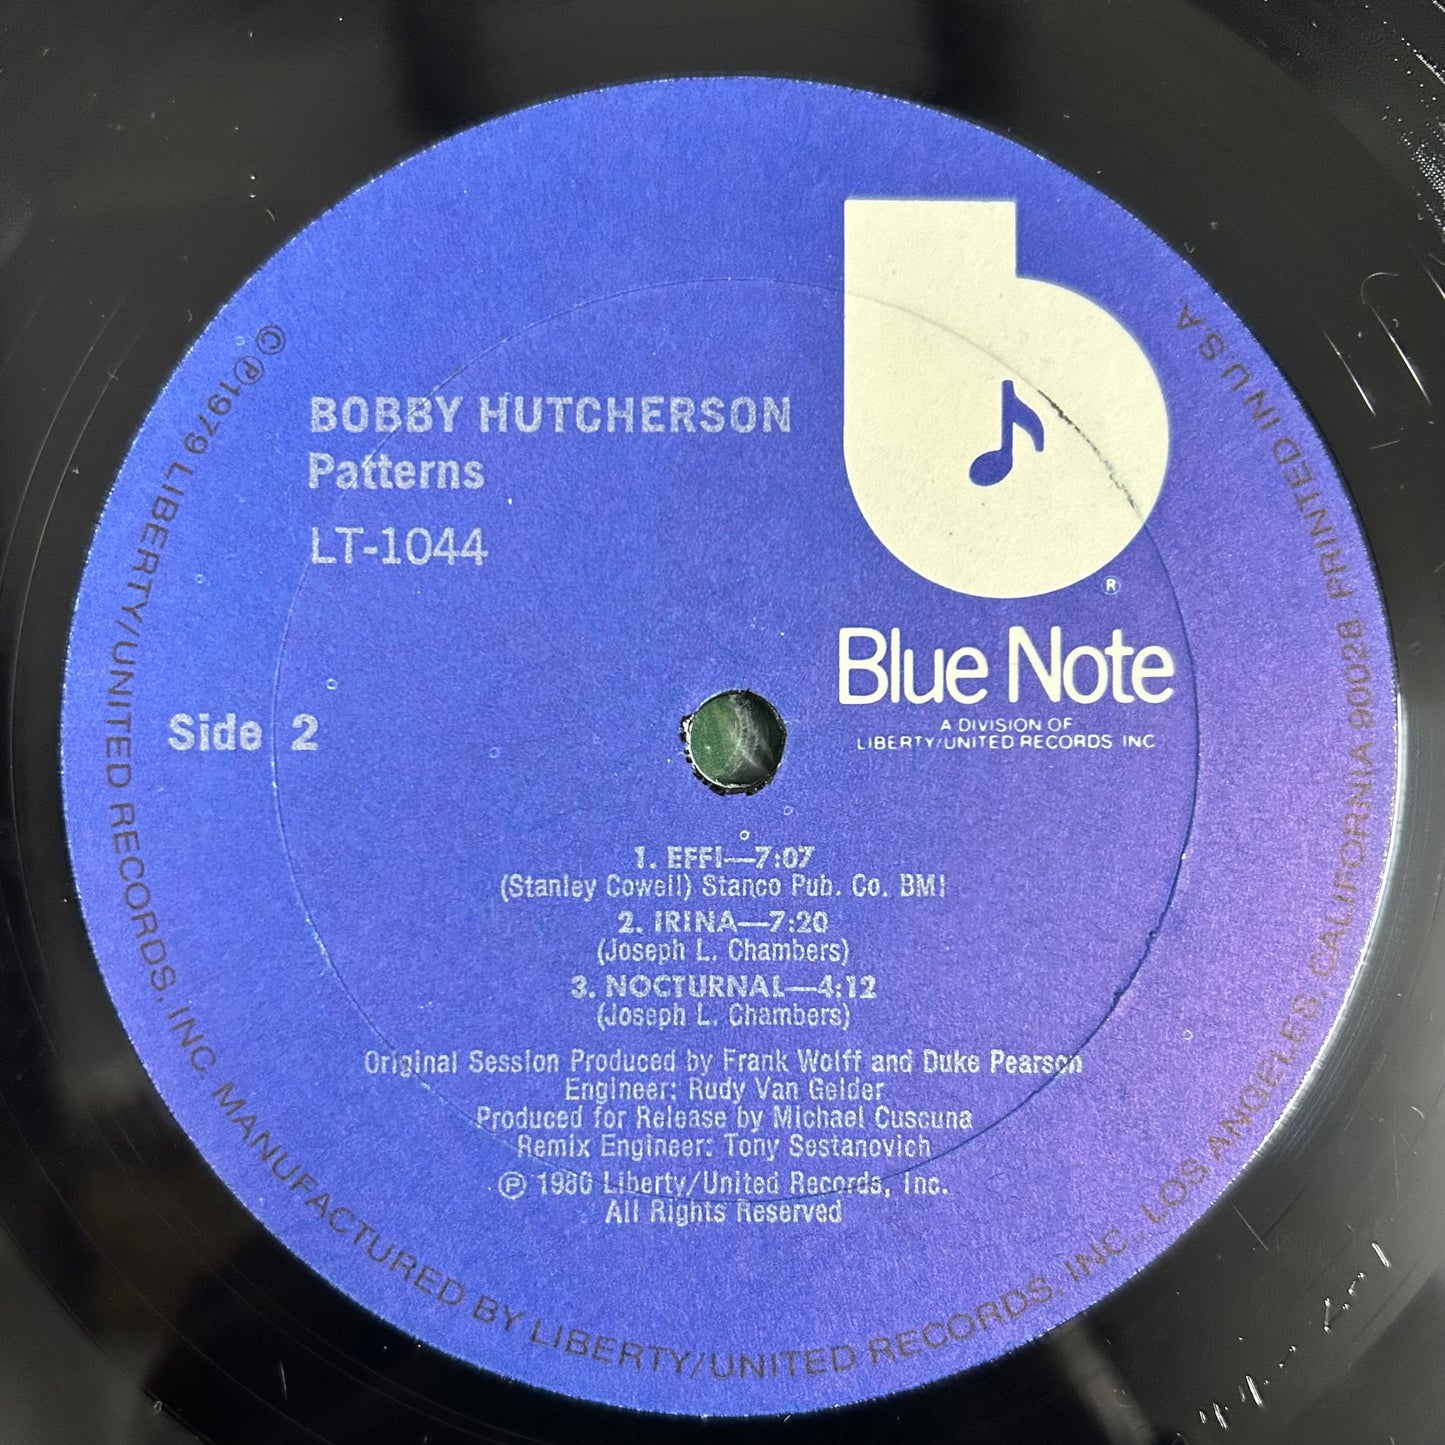 BOBBY HUTCHERSON
Patterns
LT-1044
Side 2
®
Blue Note
A DIVISION OF
LIBERTY/UNITED RECORDS INC
1. EFFI—7:07
(Stanley Cowell) Stanco Pub. Co. BMI
2. IRINA—7:20
(Joseph L. Chambers)
3. NOCTURNAL—4:12
(Joseph L. Chambers)
Original Session Produced by Frank Wolff and Duke Pearson
Engineer: Rudy Van Gelder
Produced for Release by Michael Cuscuna
Remix Engineer: Tony Sestanovich
℗ 1980 Liberty/United Records, Inc.
All Rights Reserved
© ℗ 1979 LIBERTY/UNITED RECORDS, INC. MANUFACTURED BY LIBERTY/UNITED RECORDS, INC., LOS ANGELES, CALIFORNIA 90028. PRINTED IN U.S.A.